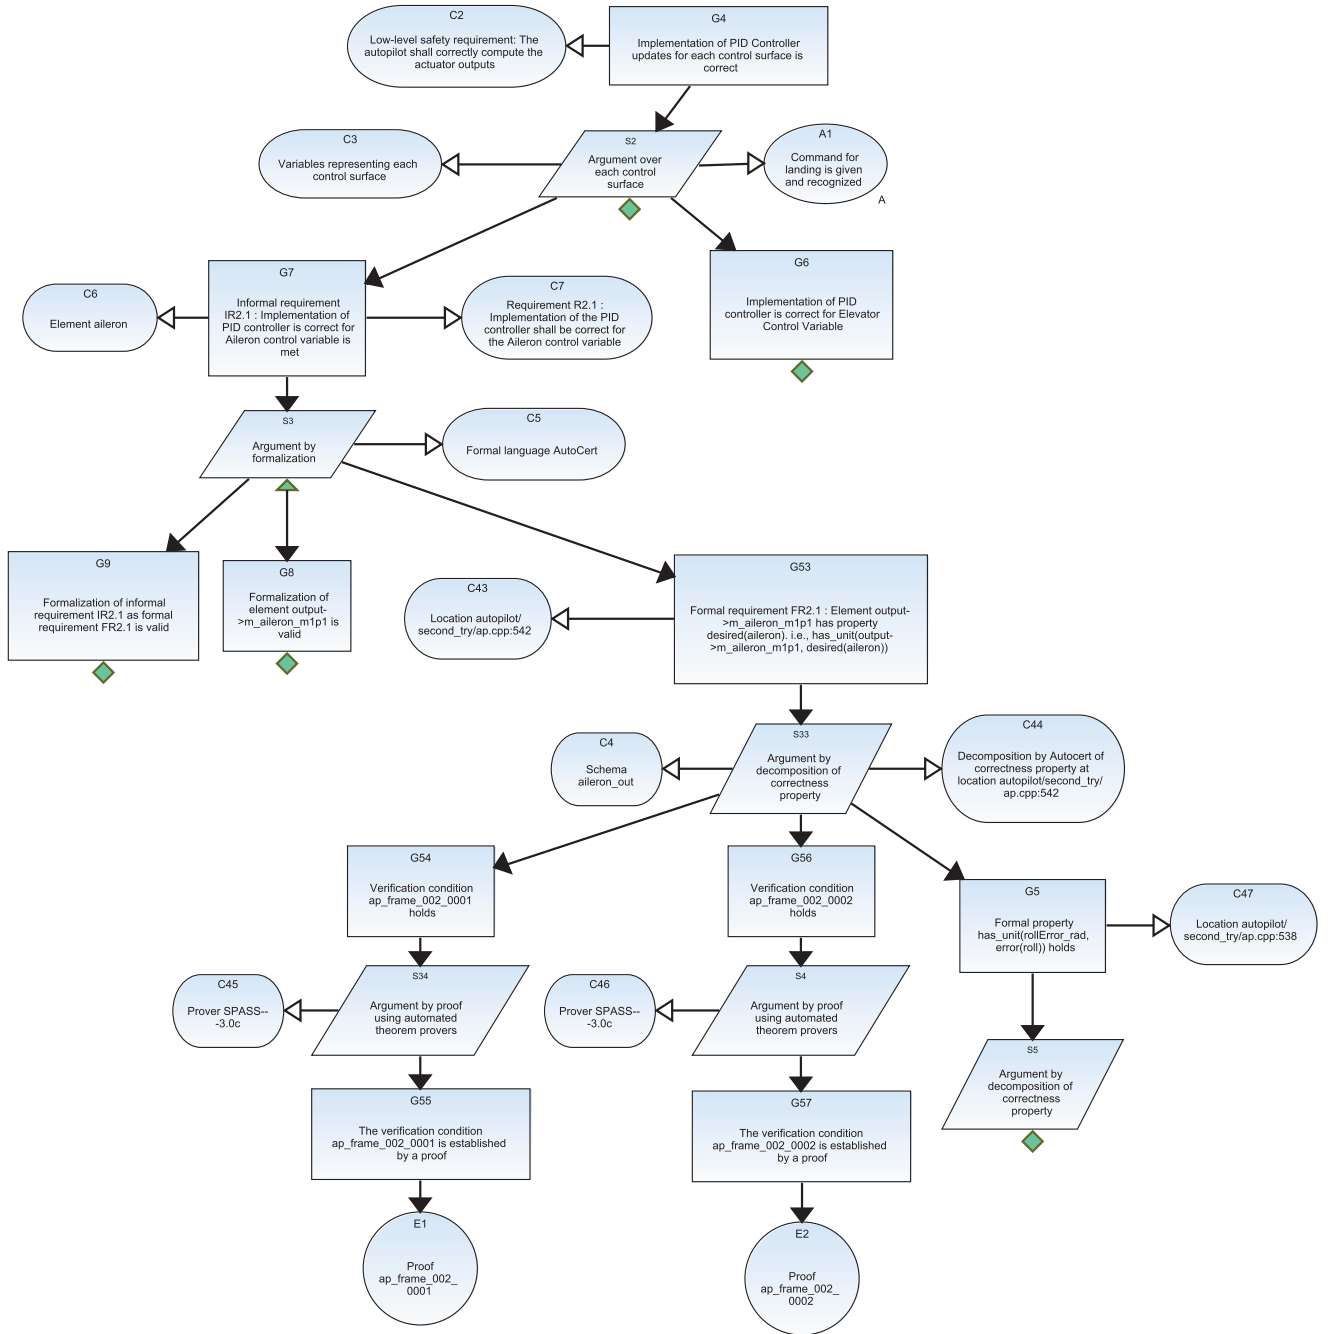 C2
Low-level safety requirement: The
autopilot shall correctly compute the
actuator outputs
G4
Implementation of PID Controller
updates for each control surface is
correct
C3
Variables representing each
control surface
S2
Argument over
each control
surface
A1
Command for
landing is given
and recognized
A
C6
Element aileron
G7
Informal requirement
IR2.1 : Implementation of
PID controller is correct for
Aileron control variable is
met
C7
Requirement R2.1 :
Implementation of the PID
controller shall be correct for
the Aileron control variable
G6
Implementation of PID
controller is correct for Elevator
Control Variable
S3
Argument by
formalization
C5
Formal language AutoCert
G9
Formalization of informal
requirement IR2.1 as formal
requirement FR2.1 is valid
G8
Formalization of
element output-
>m_aileron_m1p1 is
valid
C43
Location autopilot/
second_try/ap.cpp:542
G53
Formal requirement FR2.1 : Element output-
>m_aileron_m1p1 has property
desired(aileron). i.e., has_unit(output-
>m_aileron_m1p1, desired(aileron))
C4
Schema
aileron_out
S33
Argument by
decomposition of
correctness
property
C44
Decomposition by Autocert of
correctness property at
location autopilot/second_try/
ap.cpp:542
G54
Verification condition
ap_frame_002_0001
holds
G56
Verification condition
ap_frame_002_0002
holds
G5
Formal property
has_unit(rollError_rad,
error(roll)) holds
C47
Location autopilot/
second_try/ap.cpp:538
C45
Prover SPASS--
-3.0c
S34
Argument by proof
using automated
theorem provers
C46
Prover SPASS--
-3.0c
S4
Argument by proof
using automated
theorem provers
S5
Argument by
decomposition of
correctness
property
G55
The verification condition
ap_frame_002_0001 is established
by a proof
G57
The verification condition
ap_frame_002_0002 is established
by a proof
E1
Proof
ap_frame_002_
0001
E2
Proof
ap_frame_002_
0002